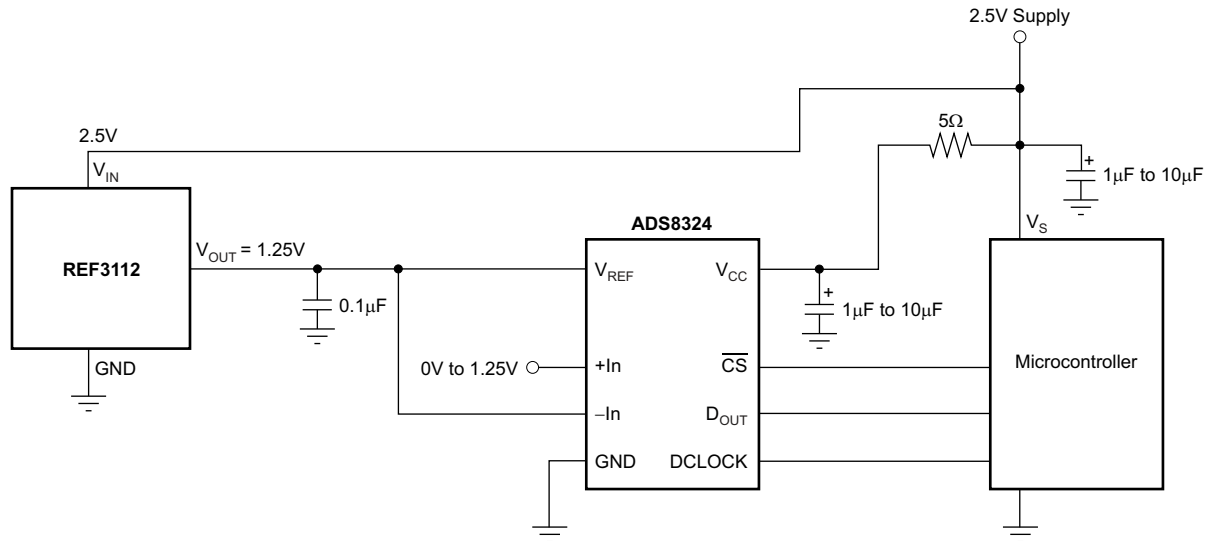 2.5V Supply
5Ω
2.5V
V_IN
1μF to 10μF
V_S
ADS8324
REF3112
V_OUT = 1.25V
V_REF
V_CC
0.1μF
1μF to 10μF
GND
0V to 1.25V
+In
C̅S̅
Microcontroller
–In
D_OUT
GND
DCLOCK